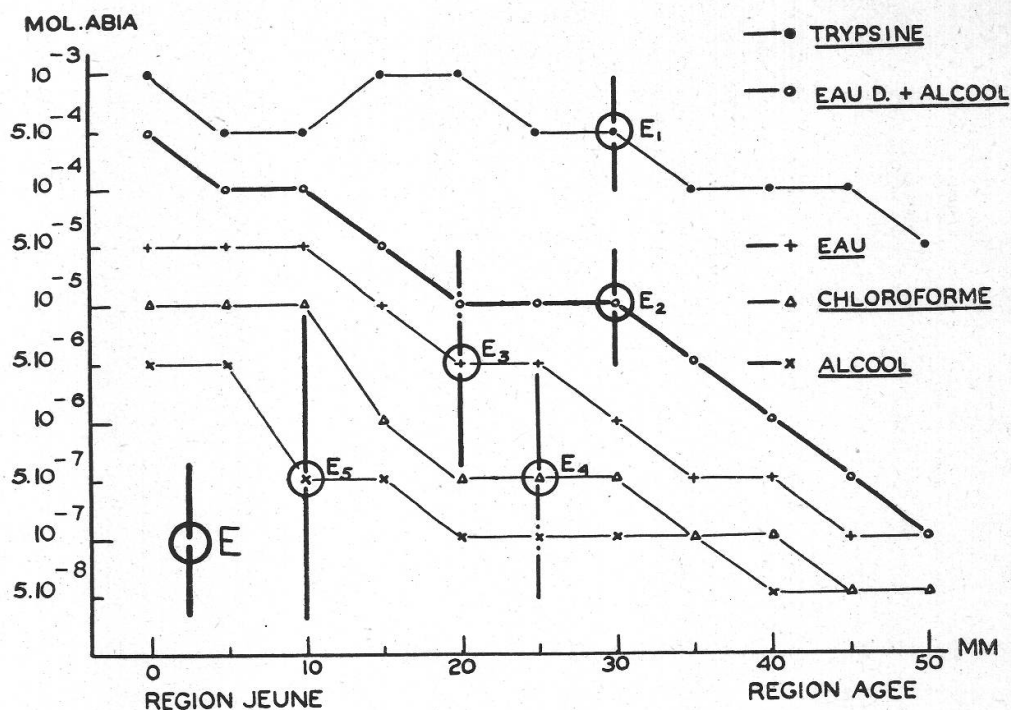 MOL.ABIA
TRYPSINE
EAU D. + ALCOOL
EAU
CHLOROFORME
ALCOOL
10⁻³
5.10⁻⁴
10⁻⁴
5.10⁻⁵
10⁻⁵
5.10⁻⁶
10⁻⁶
5.10⁻⁷
10⁻⁷
5.10⁻⁸
E₁
E₂
E₃
E₄
E₅
E
0 10 20 30 40 50 MM
REGION JEUNE REGION AGEE